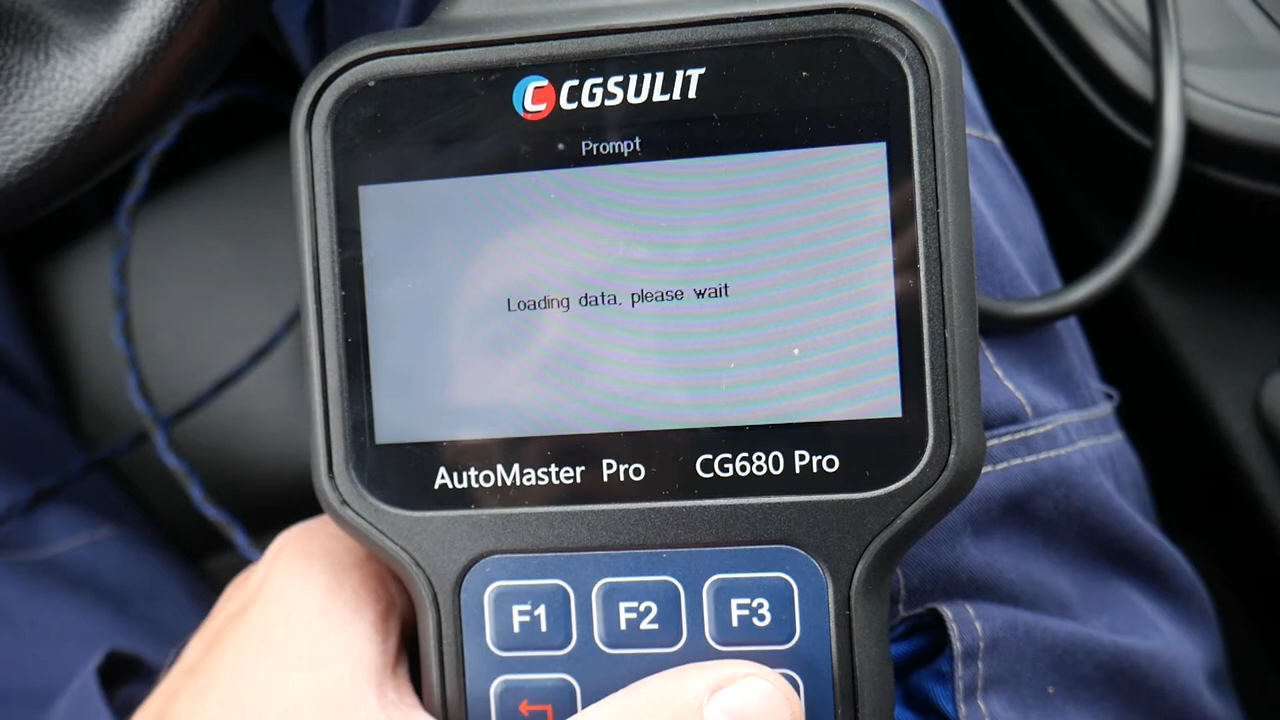 CGSULIT
Prompt
Loading data, please wait
AutoMaster Pro CG680 Pro
F1 F2 F3